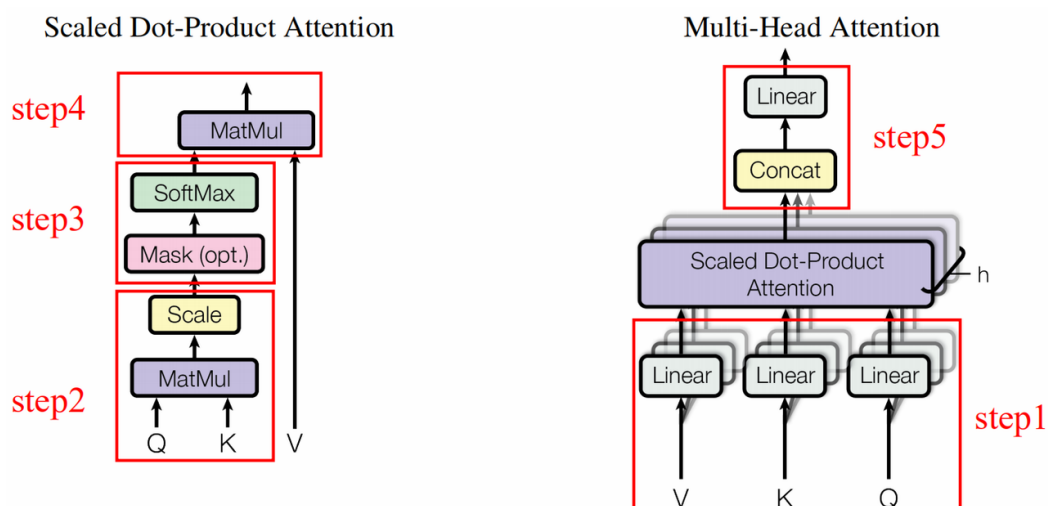 Scaled Dot-Product Attention
step4
MatMul
SoftMax
step3
Mask (opt.)
Scale
MatMul
step2
Q K V
Multi-Head Attention
Linear
step5
Concat
Scaled Dot-Product
Attention
h
Linear Linear Linear
step1
V K Q